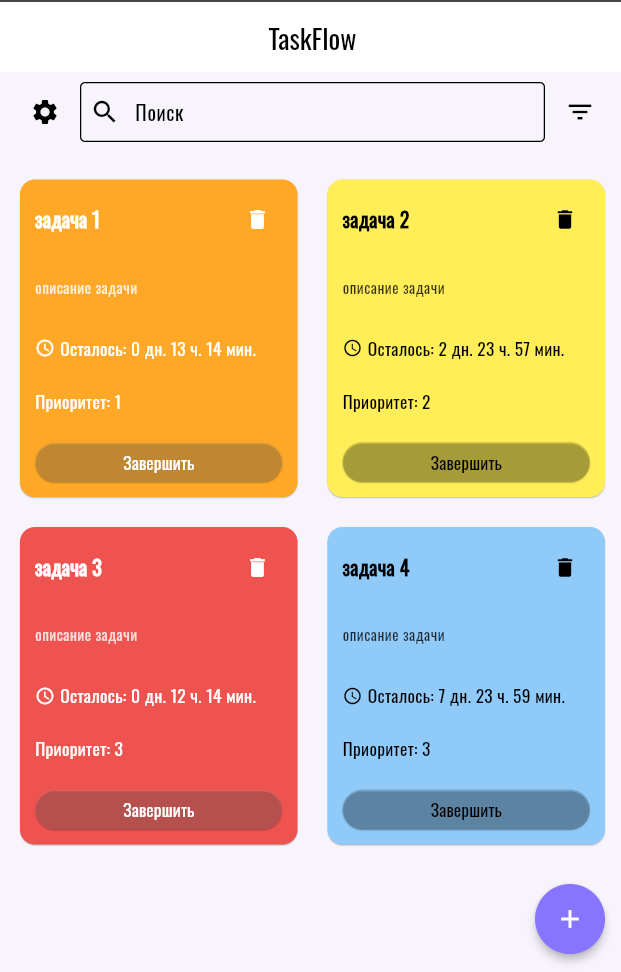 TaskFlow
Поиск
задача 1
описание задачи
Осталось: 0 дн. 13 ч. 14 мин.
Приоритет: 1
Завершить
задача 2
описание задачи
Осталось: 2 дн. 23 ч. 57 мин.
Приоритет: 2
Завершить
задача 3
описание задачи
Осталось: 0 дн. 12 ч. 14 мин.
Приоритет: 3
Завершить
задача 4
описание задачи
Осталось: 7 дн. 23 ч. 59 мин.
Приоритет: 3
Завершить